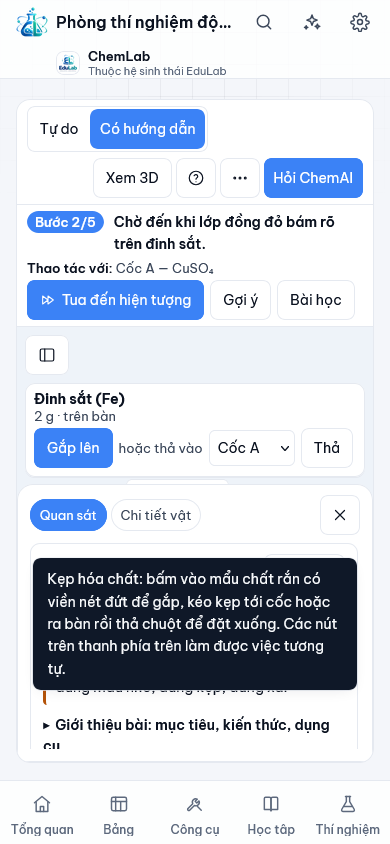 Phòng thí nghiệm độ...
ChemLab
Thuộc hệ sinh thái EduLab
Tự do
Có hướng dẫn
Xem 3D
Hỏi ChemAI
Bước 2/5
Chờ đến khi lớp đồng đỏ bám rõ
trên đinh sắt.
Thao tác với: Cốc A — CuSO₄
Tua đến hiện tượng
Gợi ý
Bài học
Đinh sắt (Fe)
2 g · trên bàn
Gắp lên
hoặc thả vào
Cốc A
Thả
Quan sát
Chi tiết vật
Kẹp hóa chất: bấm vào mẩu chất rắn có
viền nét đứt để gắp, kéo kẹp tới cốc hoặc
ra bàn rồi thả chuột để đặt xuống. Các nút
trên thanh phía trên làm được việc tương
tự.
▸ Giới thiệu bài: mục tiêu, kiến thức, dụng
cụ
Tổng quan
Bảng
Công cụ
Học tập
Thí nghiệm